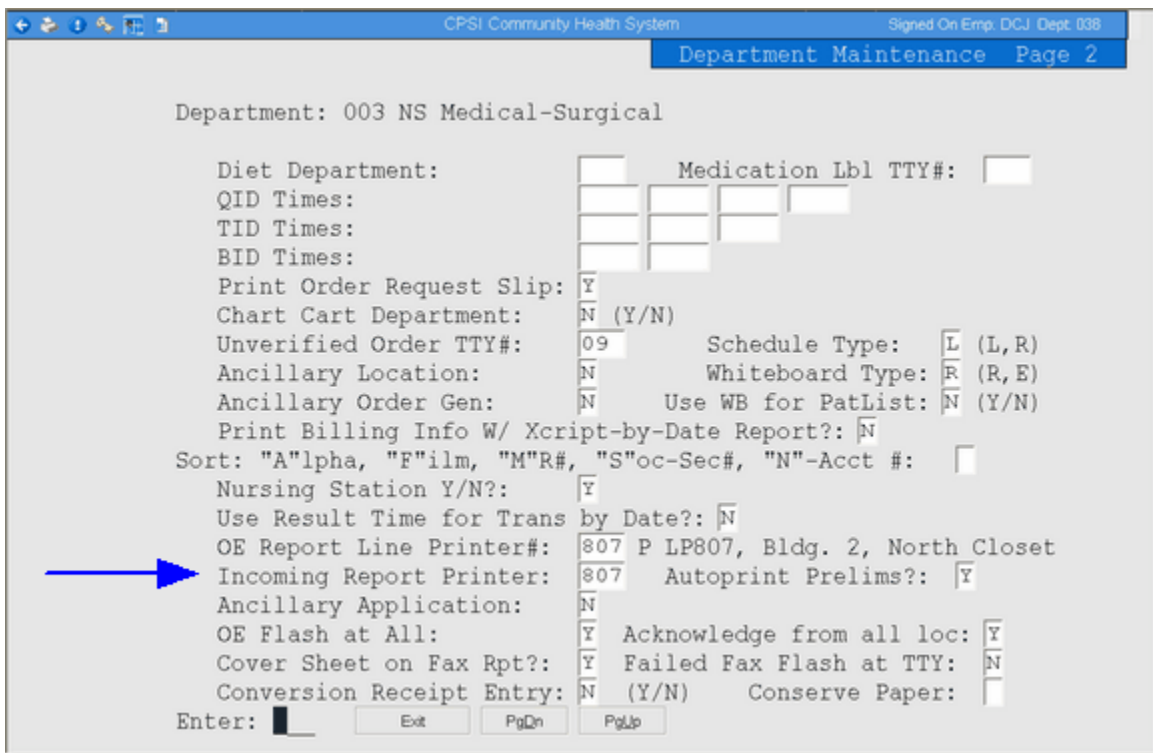 CPSI Community Health System Signed On Emp: DCJ Dept: 038
Department Maintenance Page 2
Department: 003 NS Medical-Surgical
Diet Department: Medication Lbl TTY#:
QID Times:
TID Times:
BID Times:
Print Order Request Slip: Y
Chart Cart Department: N (Y/N)
Unverified Order TTY#: 09 Schedule Type: L (L,R)
Ancillary Location: N Whiteboard Type: R (R,E)
Ancillary Order Gen: N Use WB for PatList: N (Y/N)
Print Billing Info W/ Xcript-by-Date Report?: N
Sort: "A"lpha, "F"ilm, "M"R#, "S"oc-Sec#, "N"-Acct #:
Nursing Station Y/N?: Y
Use Result Time for Trans by Date?: N
OE Report Line Printer#: 807 P LP807, Bldg. 2, North Closet
Incoming Report Printer: 807 Autoprint Prelims?: Y
Ancillary Application: N
OE Flash at All: Y Acknowledge from all loc: Y
Cover Sheet on Fax Rpt?: Y Failed Fax Flash at TTY: N
Conversion Receipt Entry: N (Y/N) Conserve Paper:
Enter: Exit PgDn PgUp